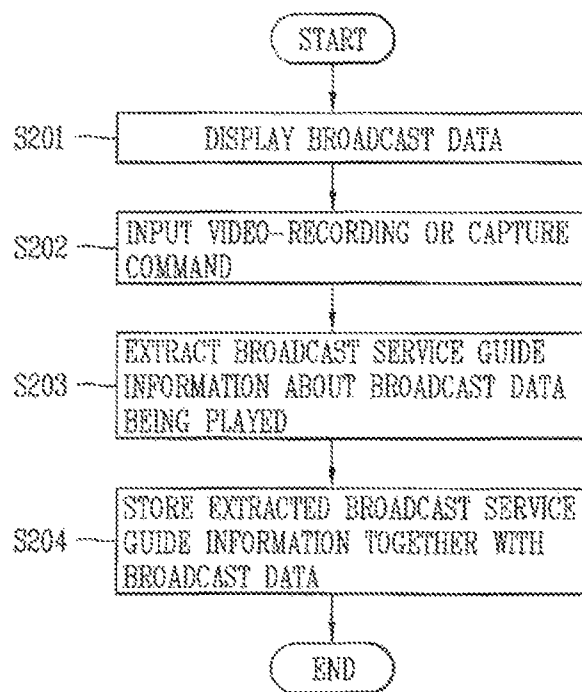 START
S201
DISPLAY BROADCAST DATA
S202
INPUT VIDEO-RECORDING OR CAPTURE
COMMAND
S203
EXTRACT BROADCAST SERVICE GUIDE
INFORMATION ABOUT BROADCAST DATA
BEING PLAYED
S204
STORE EXTRACTED BROADCAST SERVICE
GUIDE INFORMATION TOGETHER WITH
BROADCAST DATA
END